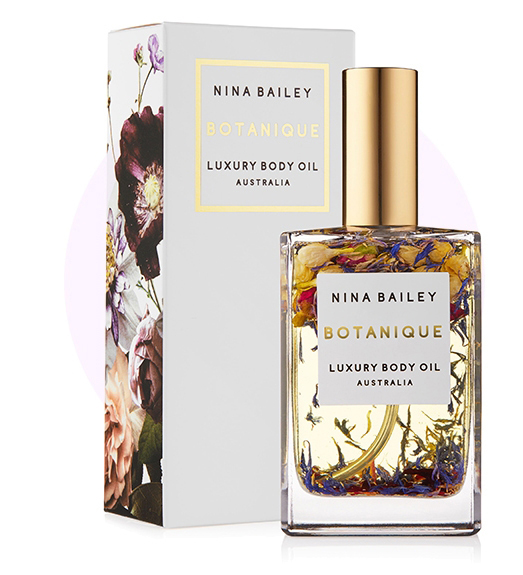 NINA BAILEY
BOTANIQUE
LUXURY BODY OIL
AUSTRALIA
NINA BAILEY
BOTANIQUE
LUXURY BODY OIL
AUSTRALIA